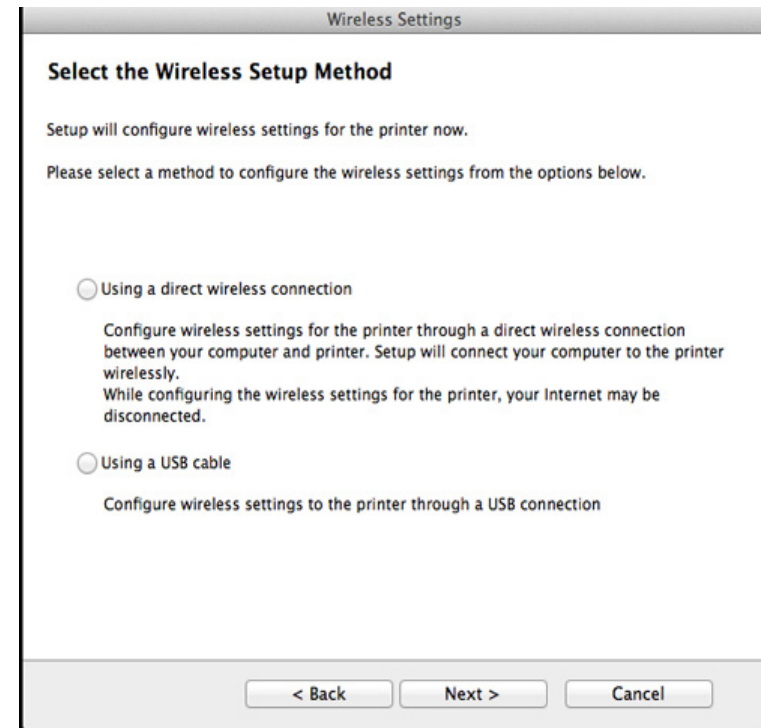 Wireless Settings
Select the Wireless Setup Method
Setup will configure wireless settings for the printer now.
Please select a method to configure the wireless settings from the options below.
Using a direct wireless connection
Configure wireless settings for the printer through a direct wireless connection
between your computer and printer. Setup will connect your computer to the printer
wirelessly.
While configuring the wireless settings for the printer, your Internet may be
disconnected.
Using a USB cable
Configure wireless settings to the printer through a USB connection
< Back Next > Cancel